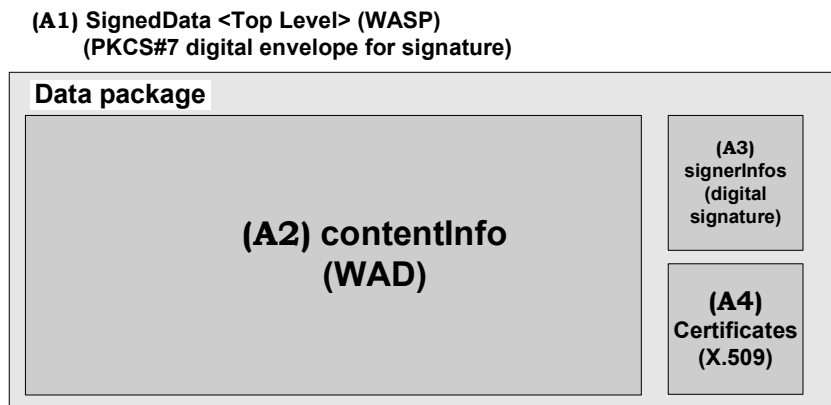 (A1) SignedData <Top Level> (WASP)
(PKCS#7 digital envelope for signature)
Data package
(A2) contentInfo
(WAD)
(A3)
signerInfos
(digital
signature)
(A4)
Certificates
(X.509)